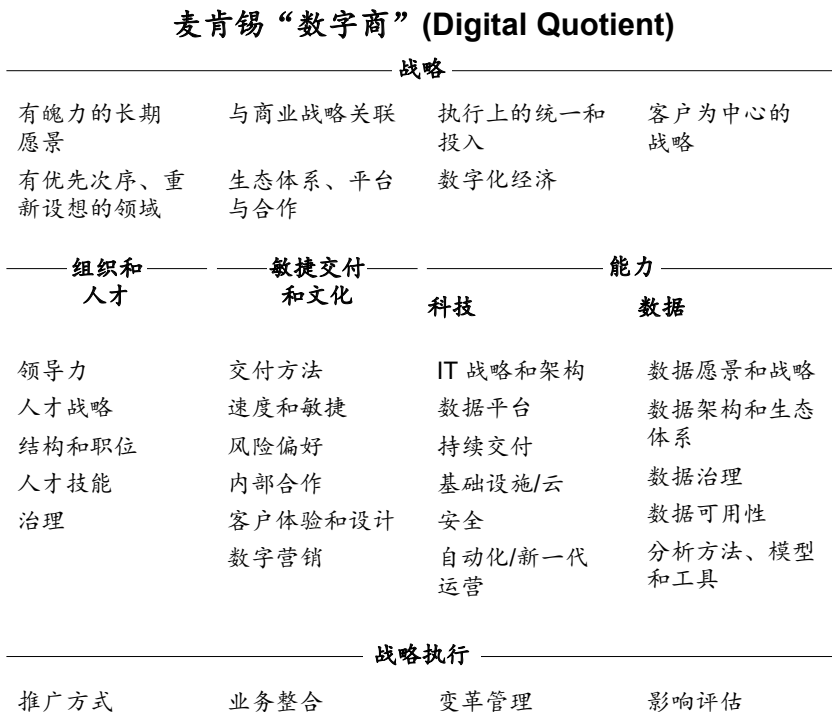 麦肯锡“数字商”(Digital Quotient)
战略
有魄力的长期
愿景
与商业战略关联
执行上的统一和
投入
客户为中心的
战略
有优先次序、重
新设想的领域
生态体系、平台
与合作
数字化经济
组织和
人才
领导力
人才战略
结构和职位
人才技能
治理
敏捷交付
和文化
交付方法
速度和敏捷
风险偏好
内部合作
客户体验和设计
数字营销
能力
科技
IT 战略和架构
数据平台
持续交付
基础设施/云
安全
自动化/新一代
运营
数据
数据愿景和战略
数据架构和生态
体系
数据治理
数据可用性
分析方法、模型
和工具
战略执行
推广方式
业务整合
变革管理
影响评估